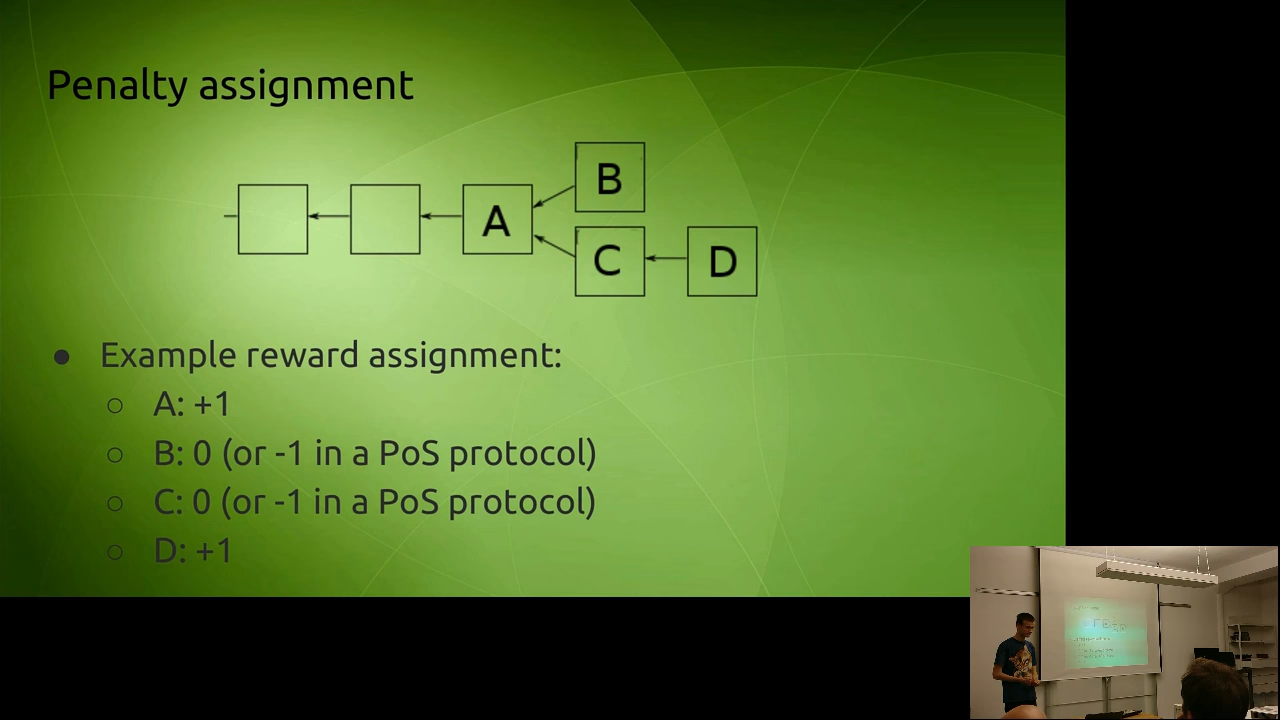 Penalty assignment
B
A
C
D
● Example reward assignment:
○ A: +1
○ B: 0 (or -1 in a PoS protocol)
○ C: 0 (or -1 in a PoS protocol)
○ D: +1